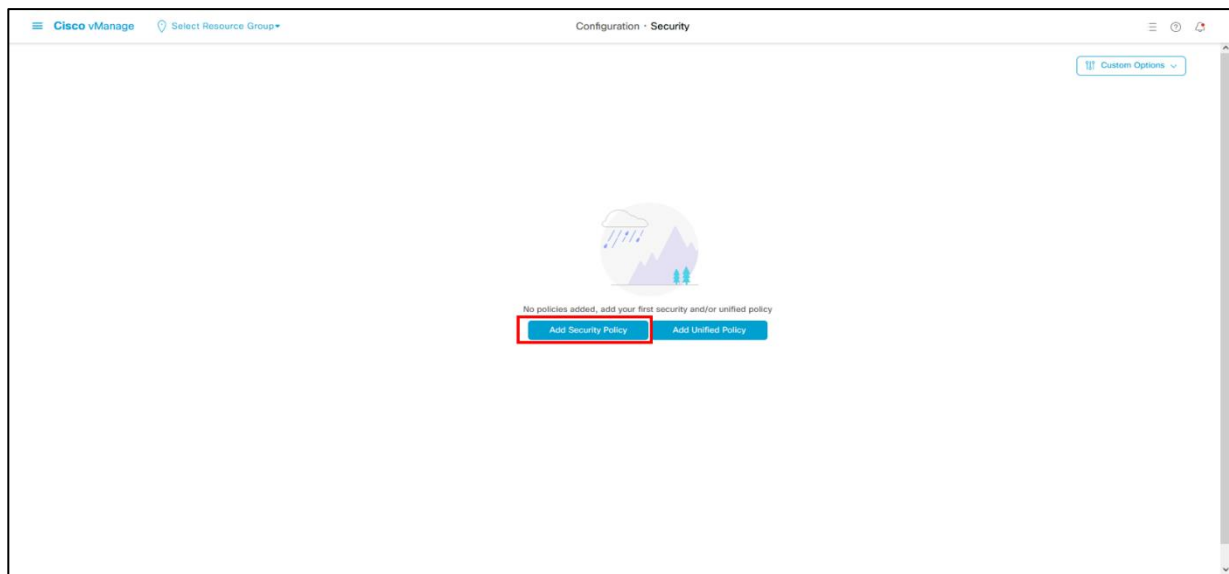 Cisco vManage
Select Resource Group
Configuration · Security
Custom Options
No policies added, add your first security and/or unified policy
Add Security Policy
Add Unified Policy